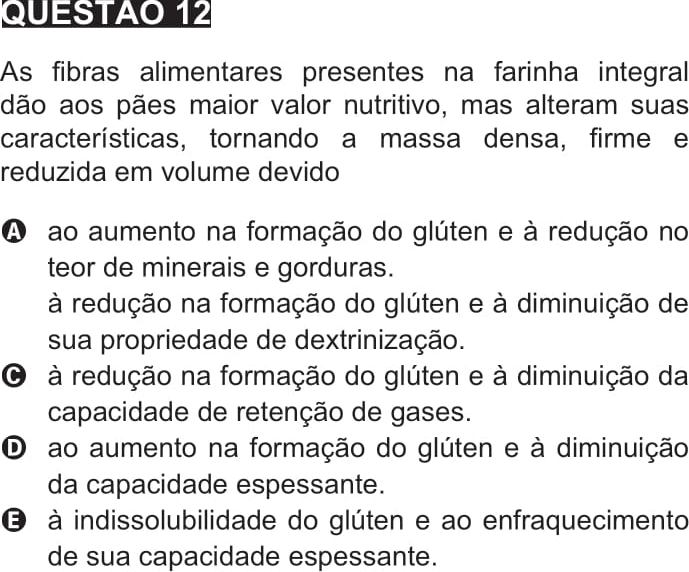 QUESTÃO 12
As fibras alimentares presentes na farinha integral
dão aos pães maior valor nutritivo, mas alteram suas
características, tornando a massa densa, firme e
reduzida em volume devido
A ao aumento na formação do glúten e à redução no
teor de minerais e gorduras.
à redução na formação do glúten e à diminuição de
sua propriedade de dextrinização.
C à redução na formação do glúten e à diminuição da
capacidade de retenção de gases.
D ao aumento na formação do glúten e à diminuição
da capacidade espessante.
E à indissolubilidade do glúten e ao enfraquecimento
de sua capacidade espessante.